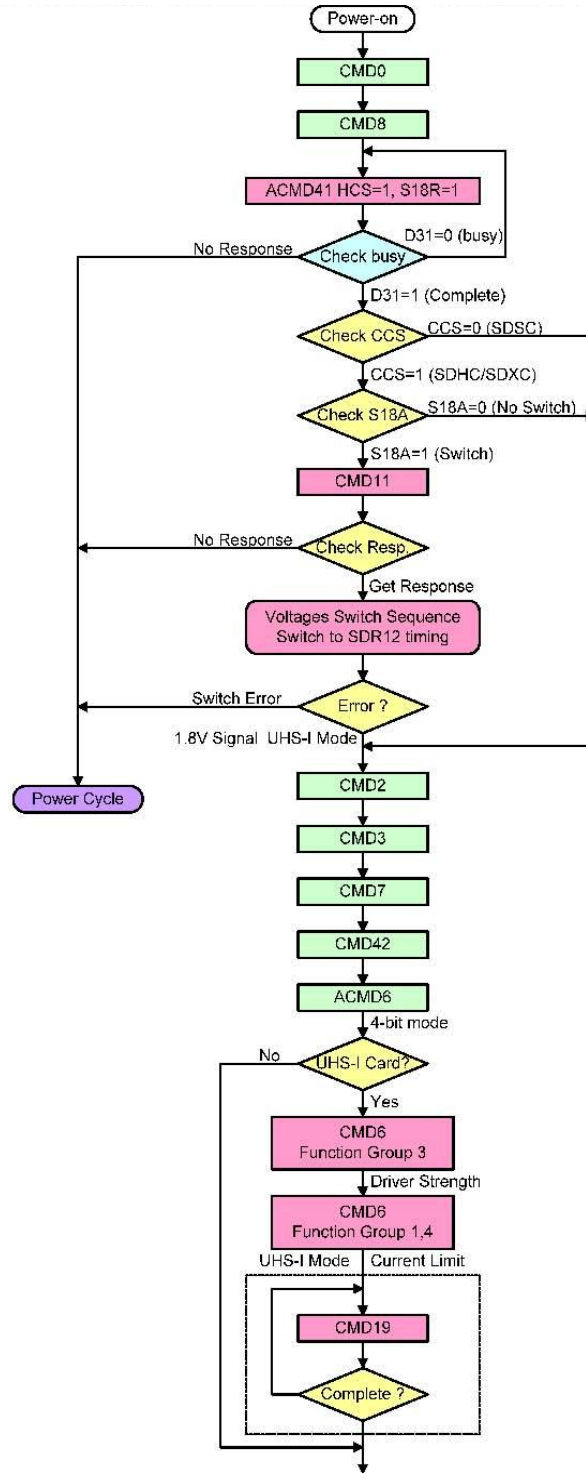 Power-on
CMD0
CMD8
ACMD41 HCS=1, S18R=1
D31=0 (busy)
No Response
Check busy
D31=1 (Complete)
Check CCS
CCS=0 (SDSC)
CCS=1 (SDHC/SDXC)
Check S18A
S18A=0 (No Switch)
S18A=1 (Switch)
CMD11
No Response
Check Resp.
Get Response
Voltages Switch Sequence
Switch to SDR12 timing
Switch Error
Error ?
1.8V Signal UHS-I Mode
CMD2
Power Cycle
CMD3
CMD7
CMD42
ACMD6
4-bit mode
No
UHS-I Card?
Yes
CMD6
Function Group 3
Driver Strength
CMD6
Function Group 1,4
UHS-I Mode
Current Limit
CMD19
Complete ?